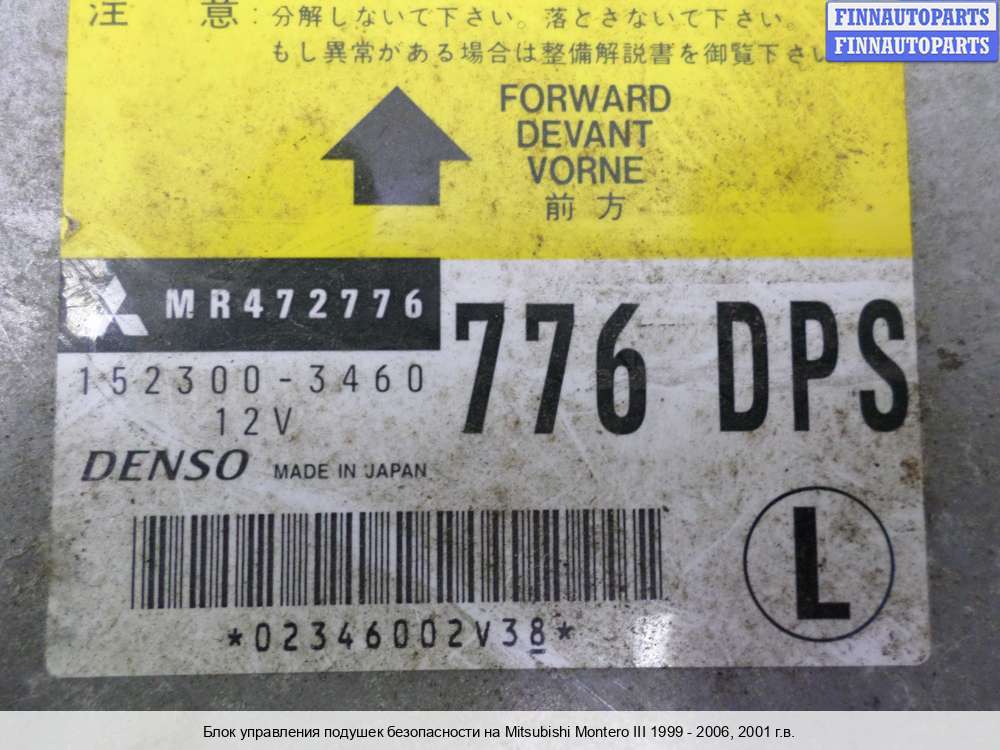 注 意 : 分解しないで下さい。落とさないて下さい。
もし異常がある場合は整備解説書を御覧下さい
FINNAUTOPARTS
FINNAUTOPARTS
FORWARD
DEVANT
VORNE
前方
MR472776
776 DPS
152300-3460
12V
DENSO MADE IN JAPAN
L
*02346002V38*
Блок управления подушек безопасности на Mitsubishi Montero III 1999 - 2006, 2001 г.в.